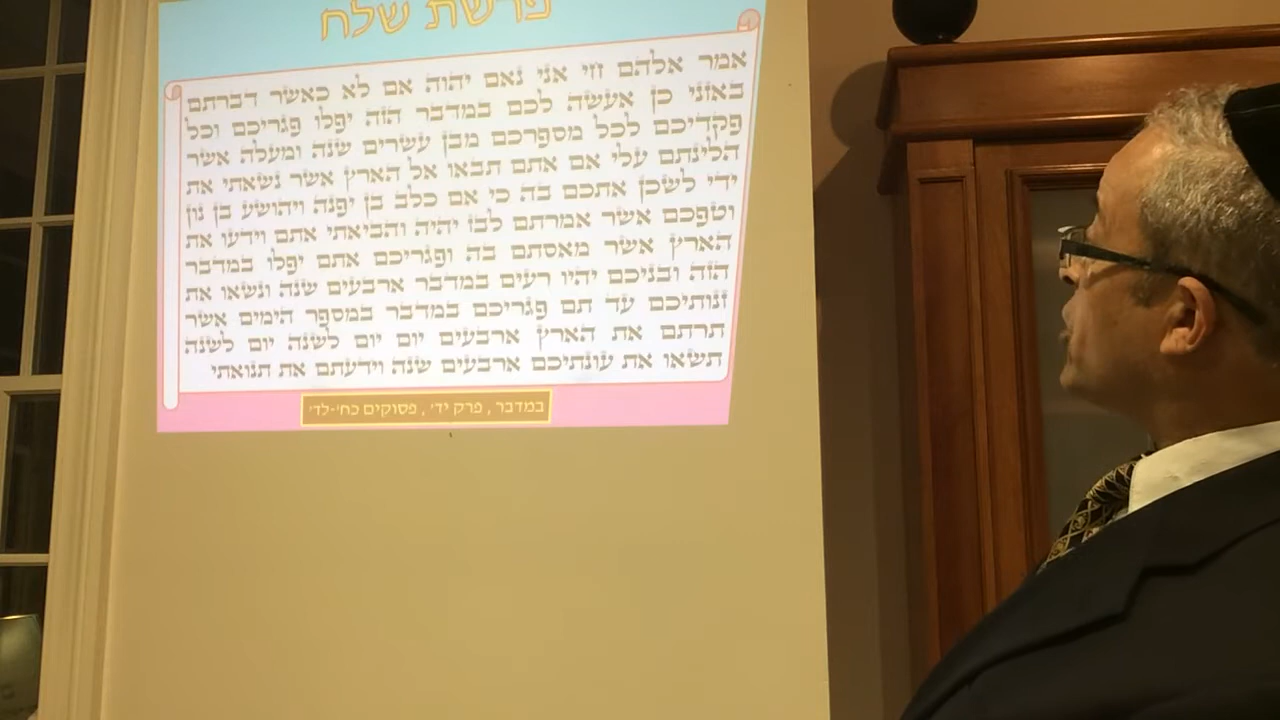 פרשת שלח
אמר אלהם חי אני נאם יהוה אם לא כאשר דברתם
באזני כן אעשה לכם במדבר הזה יפלו פגריכם וכל
פקדיכם לכל מספרכם מבן עשרים שנה ומעלה אשר
הלינתם עלי אם אתם תבאו אל הארץ אשר נשאתי את
ידי לשכן אתכם בה כי אם כלב בן יפנה ויהושע בן נון
וטפכם אשר אמרתם לבז יהיה והביאתי אתם וידעו את
הארץ אשר מאסתם בה ופגריכם אתם יפלו במדבר
הזה ובניכם יהיו רעים במדבר ארבעים שנה ונשאו את
זנותיכם עד תם פגריכם במדבר במספר הימים אשר
תרתם את הארץ ארבעים יום יום לשנה יום לשנה
תשאו את עונתיכם ארבעים שנה וידעתם את תנואתי
במדבר , פרק יד׳ , פסוקים כח׳-לד׳